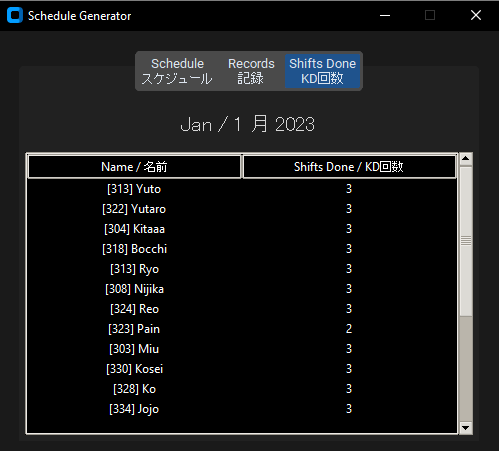 Schedule Generator
Schedule Records Shifts Done
スケジュール 記録 KD回数
Jan / 1 月 2023
Name / 名前 Shifts Done / KD回数
[313] Yuto 3
[322] Yutaro 3
[304] Kitaaa 3
[318] Bocchi 3
[313] Ryo 3
[308] Nijika 3
[324] Reo 3
[323] Pain 2
[303] Miu 3
[330] Kosei 3
[328] Ko 3
[334] Jojo 3